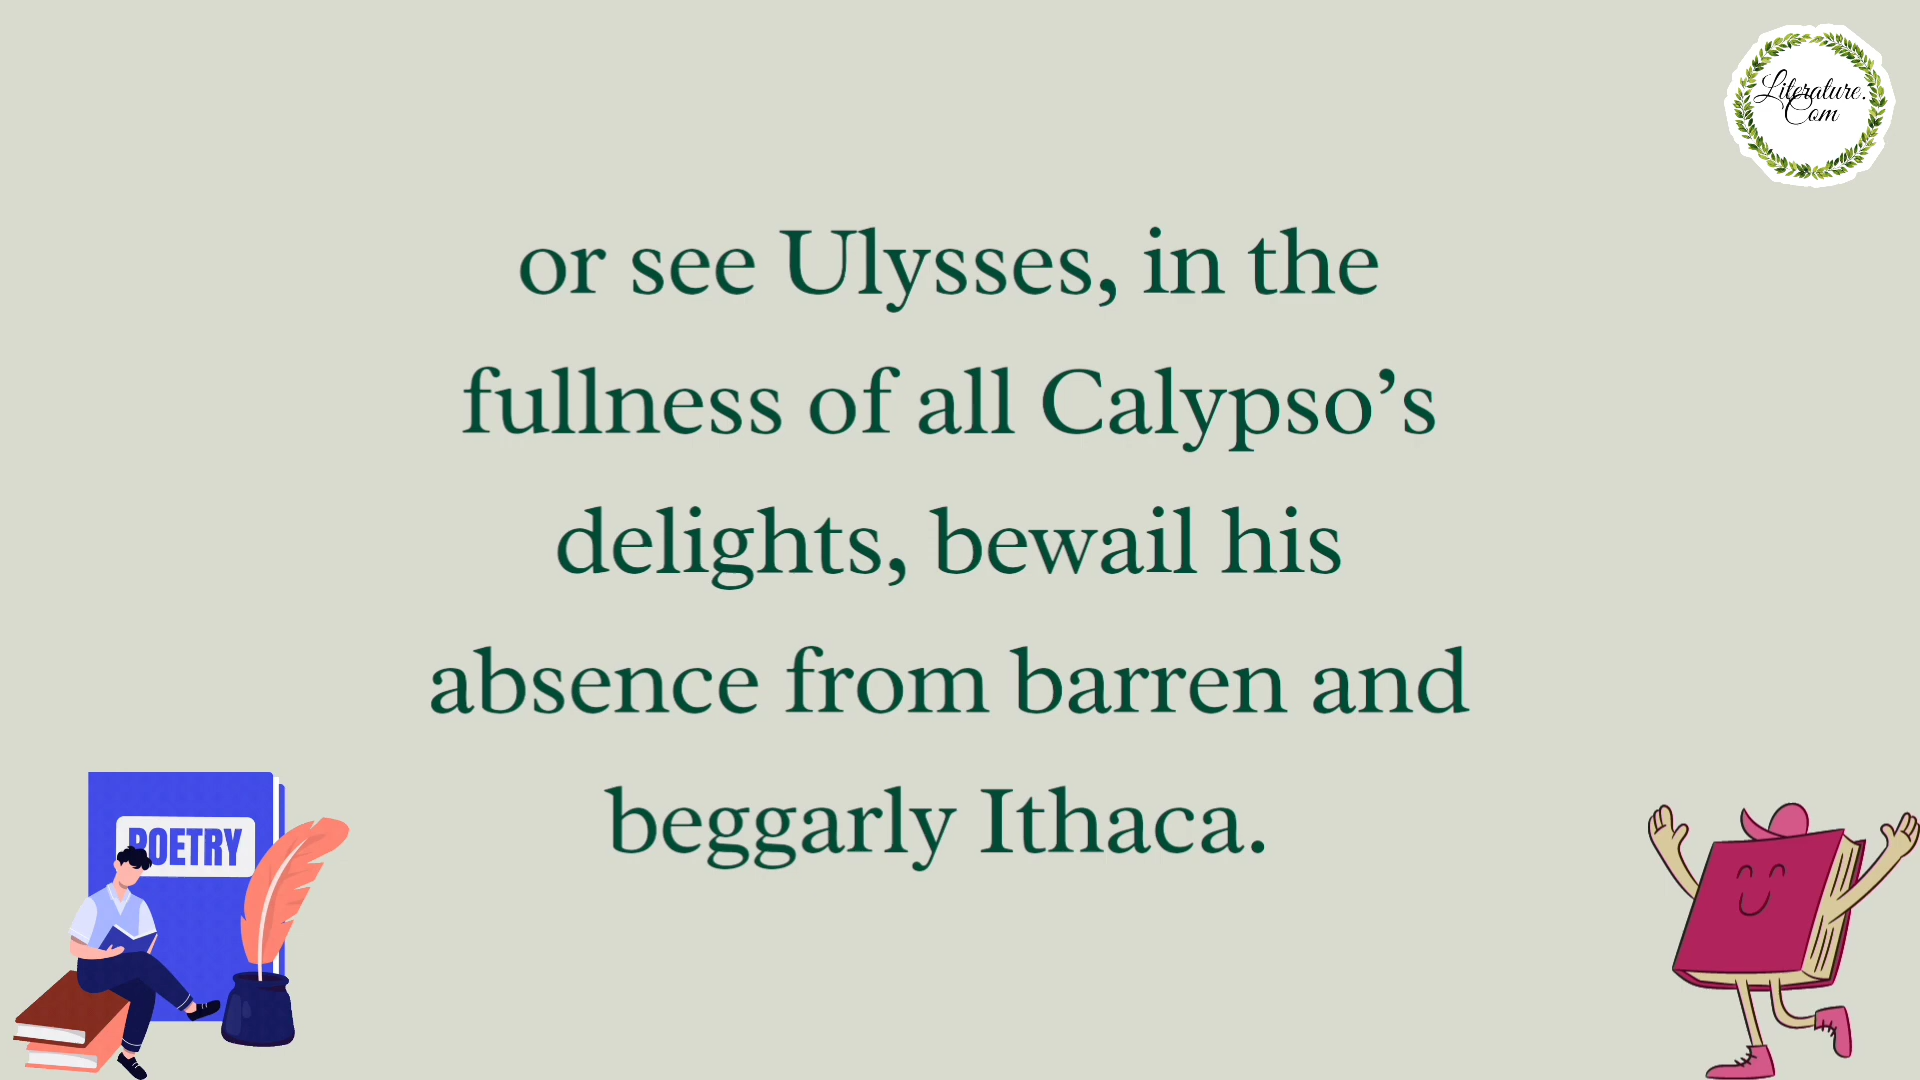 Literature.
Com
or see Ulysses, in the
fullness of all Calypso’s
delights, bewail his
absence from barren and
beggarly Ithaca.
POETRY